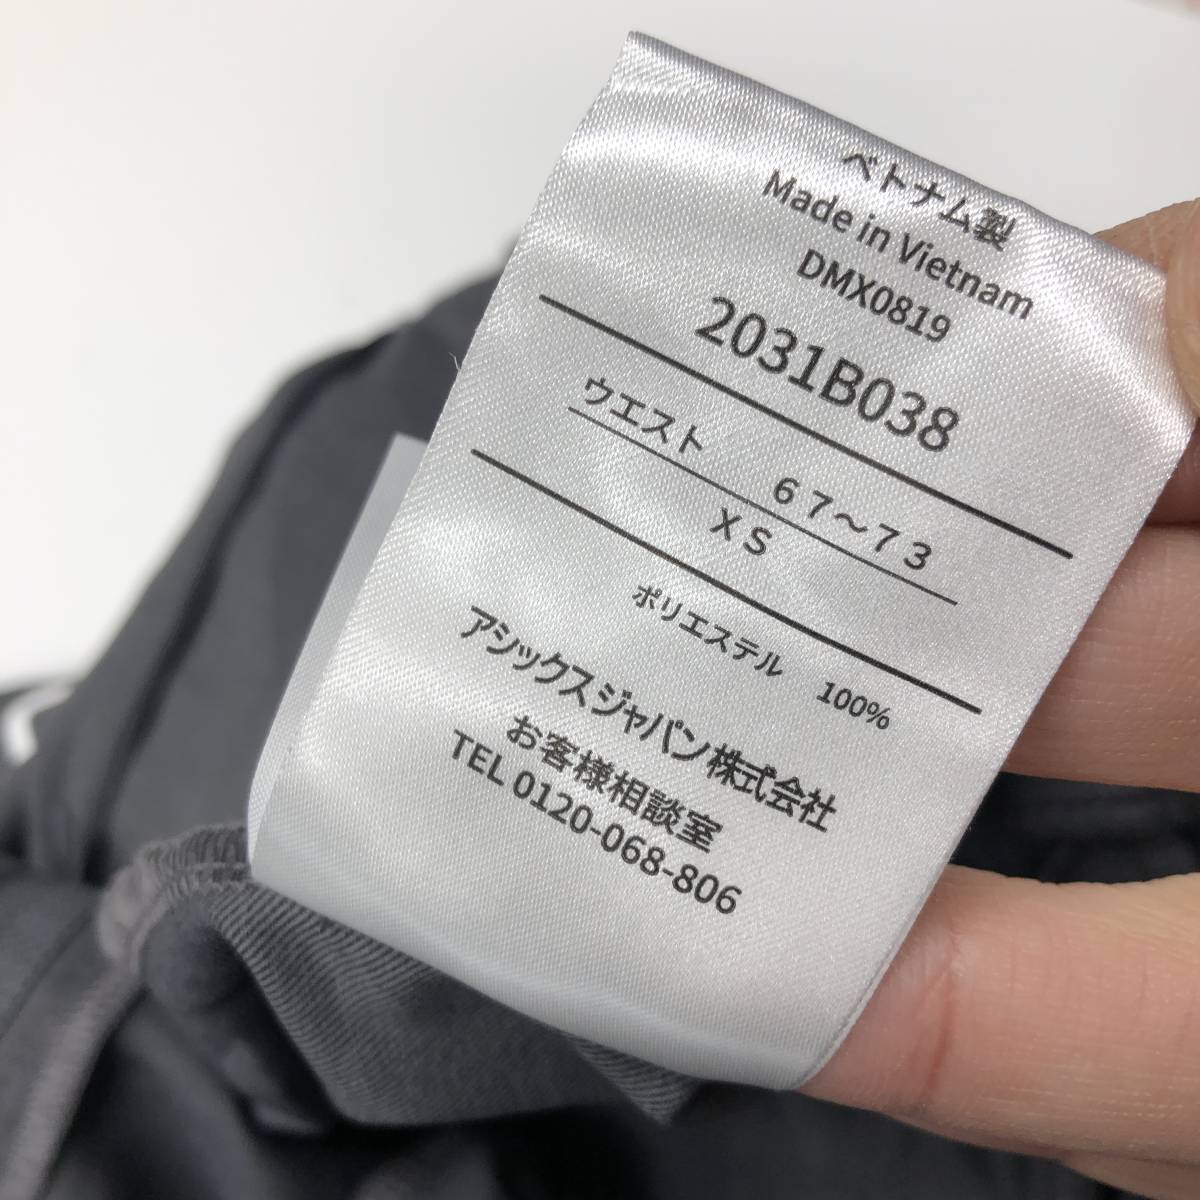 ベトナム製
Made in Vietnam
DMX0819
2031B038
ウエスト　６７～７３
ＸＳ
ポリエステル　100%
アシックスジャパン株式会社
お客様相談室
TEL 0120-068-806